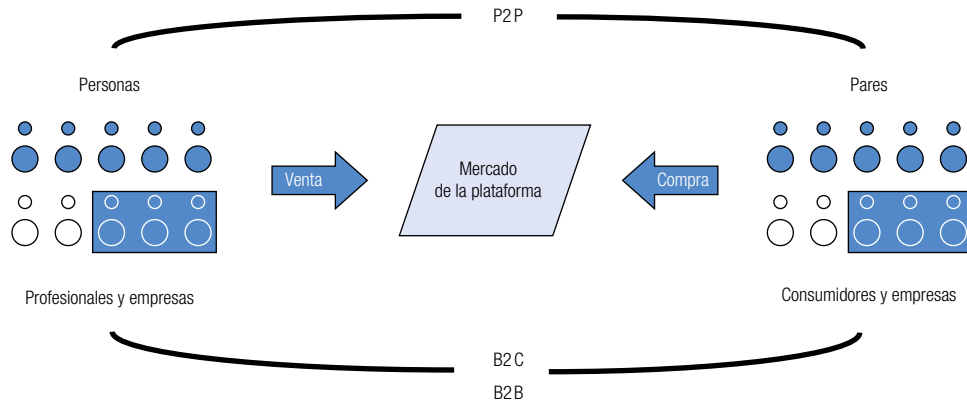 P2P
Personas
Pares
Venta
Mercado
de la plataforma
Compra
Profesionales y empresas
Consumidores y empresas
B2C
B2B